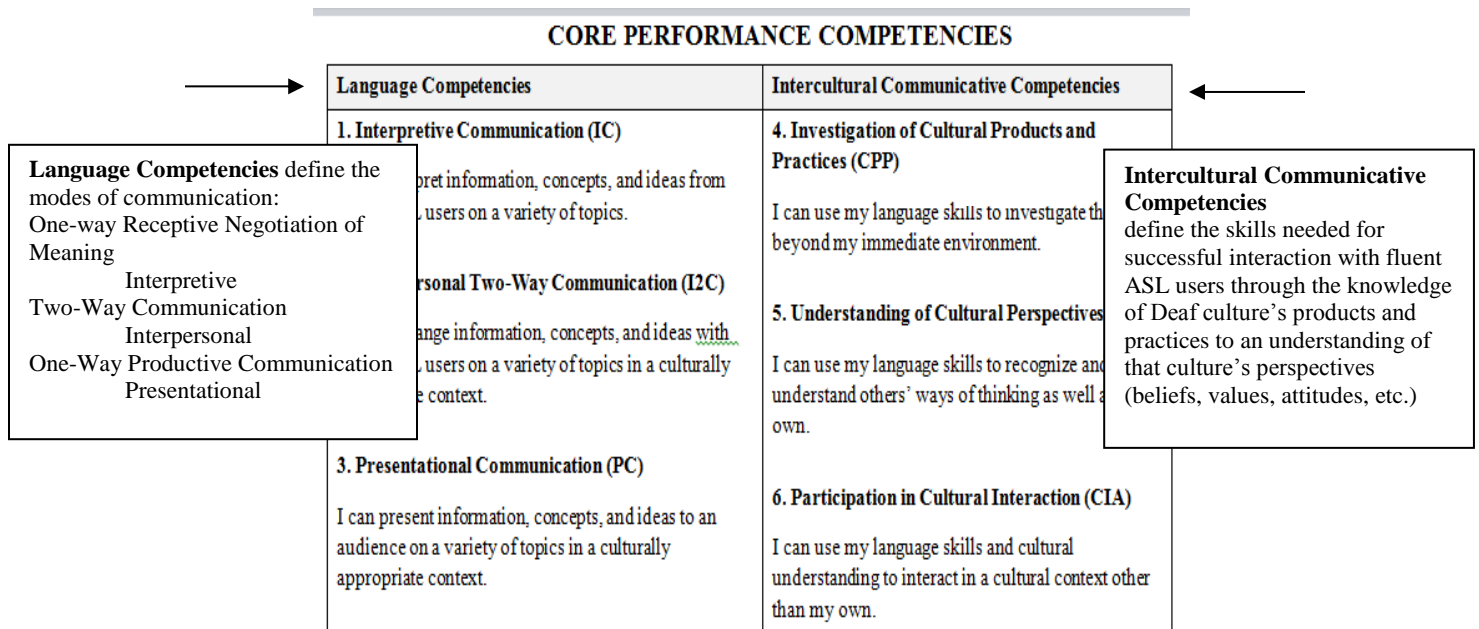 CORE PERFORMANCE COMPETENCIES
Language Competencies
1. Interpretive Communication (IC)
pret information, concepts, and ideas from
users on a variety of topics.
rsonal Two-Way Communication (I2C)
ange information, concepts, and ideas with
users on a variety of topics in a culturally
e context.
3. Presentational Communication (PC)
I can present information, concepts, and ideas to an
audience on a variety of topics in a culturally
appropriate context.
Intercultural Communicative Competencies
4. Investigation of Cultural Products and
Practices (CPP)
I can use my language skills to investigate th
beyond my immediate environment.
5. Understanding of Cultural Perspectives
I can use my language skills to recognize and
understand others' ways of thinking as well a
own.
6. Participation in Cultural Interaction (CIA)
I can use my language skills and cultural
understanding to interact in a cultural context other
than my own.
Language Competencies define the
modes of communication:
One-way Receptive Negotiation of
Meaning
Interpretive
Two-Way Communication
Interpersonal
One-Way Productive Communication
Presentational
Intercultural Communicative
Competencies
define the skills needed for
successful interaction with fluent
ASL users through the knowledge
of Deaf culture's products and
practices to an understanding of
that culture's perspectives
(beliefs, values, attitudes, etc.)